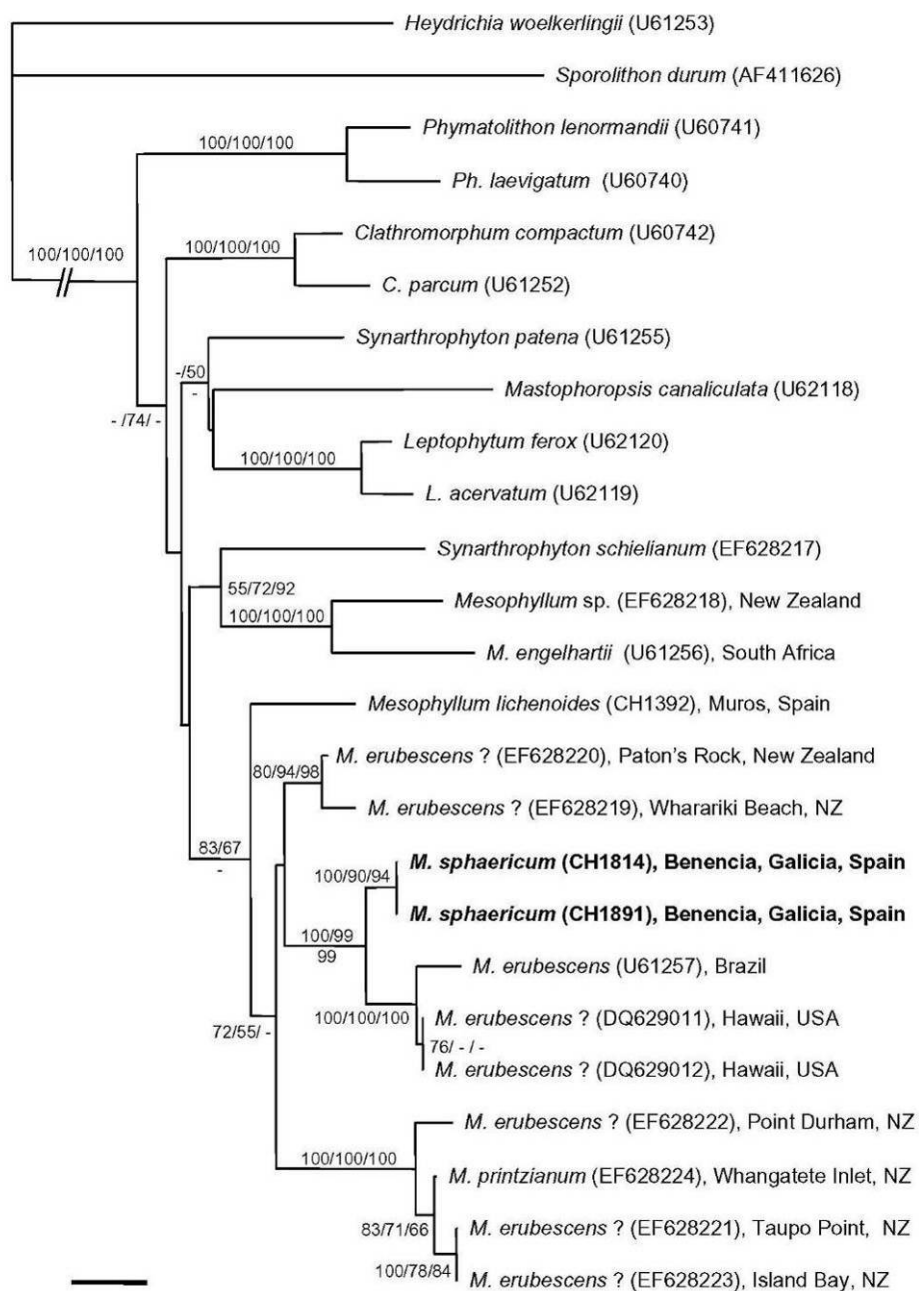 Heydrichia woelkerlingii (U61253)
Sporolithon durum (AF411626)
Phymatolithon lenormandii (U60741)
100/100/100
Ph. laevigatum (U60740)
Clathromorphum compactum (U60742)
100/100/100
100/100/100
C. parcum (U61252)
Synarthrophyton patena (U61255)
-/50
-
Mastophoropsis canaliculata (U62118)
- /74/ -
Leptophytum ferox (U62120)
100/100/100
L. acervatum (U62119)
Synarthrophyton schielianum (EF628217)
55/72/92
Mesophyllum sp. (EF628218), New Zealand
100/100/100
M. engelhartii (U61256), South Africa
Mesophyllum lichenoides (CH1392), Muros, Spain
M. erubescens ? (EF628220), Paton's Rock, New Zealand
80/94/98
M. erubescens ? (EF628219), Wharariki Beach, NZ
83/67
-
M. sphaericum (CH1814), Benencia, Galicia, Spain
100/90/94
M. sphaericum (CH1891), Benencia, Galicia, Spain
100/99
99
M. erubescens (U61257), Brazil
M. erubescens ? (DQ629011), Hawaii, USA
100/100/100
72/55/ -
76/ - / -
M. erubescens ? (DQ629012), Hawaii, USA
M. erubescens ? (EF628222), Point Durham, NZ
100/100/100
M. printzianum (EF628224), Whangatete Inlet, NZ
83/71/66
M. erubescens ? (EF628221), Taupo Point, NZ
100/78/84
M. erubescens ? (EF628223), Island Bay, NZ